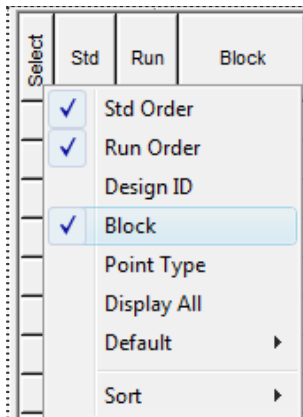 Select Std Run Block
Std Order
Run Order
Design ID
Block
Point Type
Display All
Default
Sort